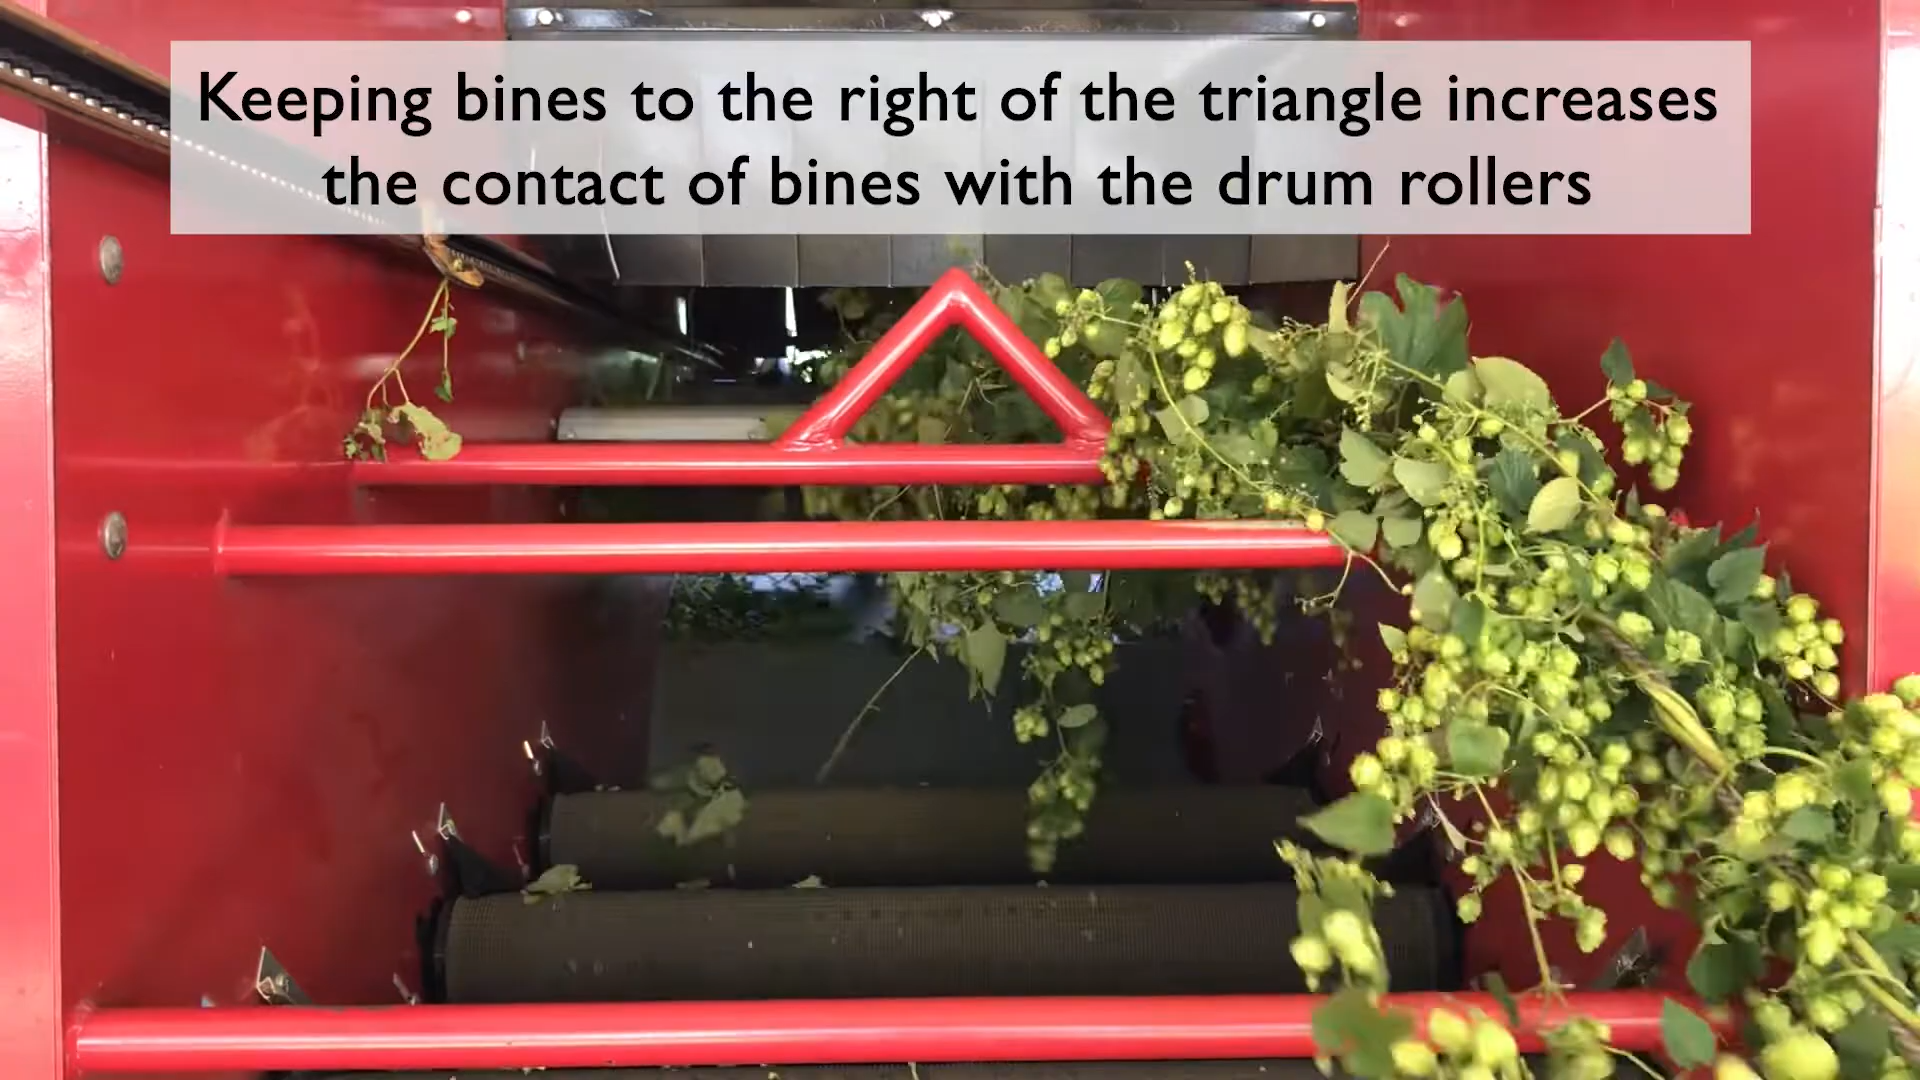 Keeping bines to the right of the triangle increases
the contact of bines with the drum rollers